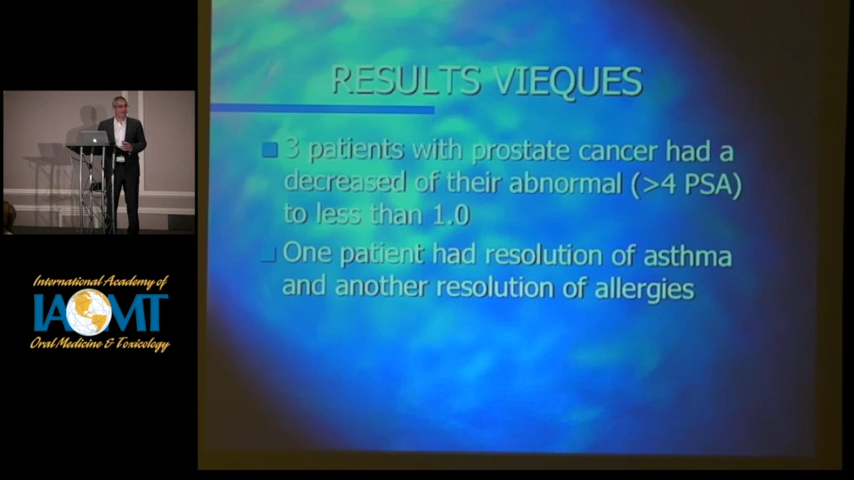 RESULTS VIEQUES
3 patients with prostate cancer had a
decreased of their abnormal (>4 PSA)
to less than 1.0
One patient had resolution of asthma
and another resolution of allergies
International Academy of
IAOMT
Oral Medicine & Toxicology